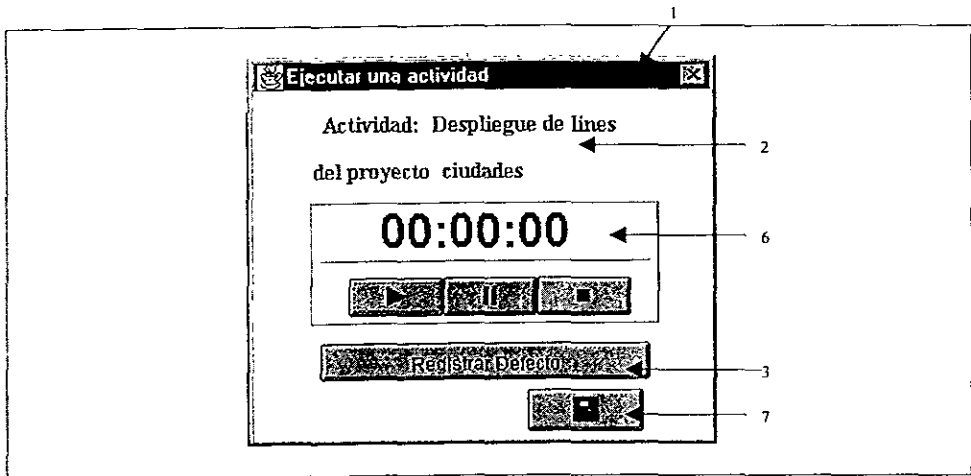 1
Ejecutar una actividad
Actividad: Despliegue de lines
2
del proyecto ciudades
00:00:00
6
Registrar Defecto
3
7